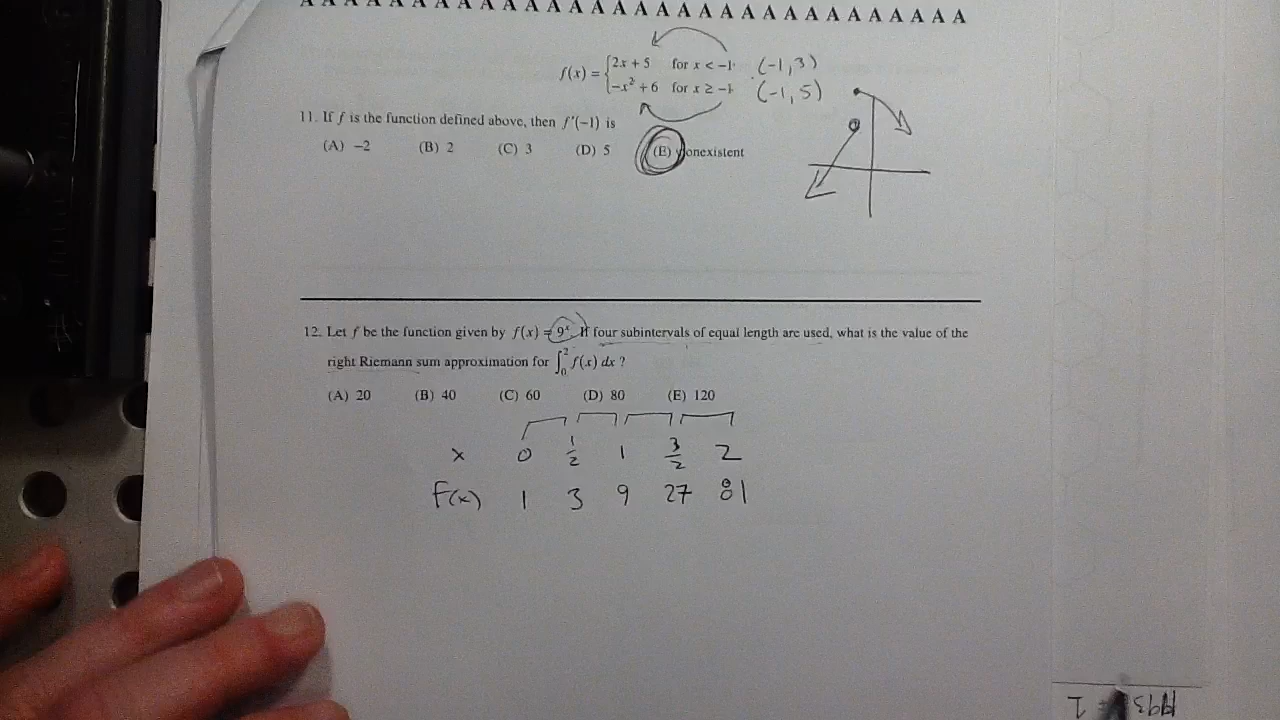 A A A A A A A A A A A A A A A A A A A A A A A A A A A A A A A
f(x) = { 2x + 5 for x < −1 (-1, 3)
−x² + 6 for x ≥ −1 (-1, 5)
11. If f is the function defined above, then f′(−1) is
(A) −2 (B) 2 (C) 3 (D) 5 (E) Nonexistent
12. Let f be the function given by f(x) = 9ˣ. If four subintervals of equal length are used, what is the value of the
right Riemann sum approximation for ∫₀² f(x) dx ?
(A) 20 (B) 40 (C) 60 (D) 80 (E) 120
x 0 1/2 1 3/2 2
F(x) 1 3 9 27 81